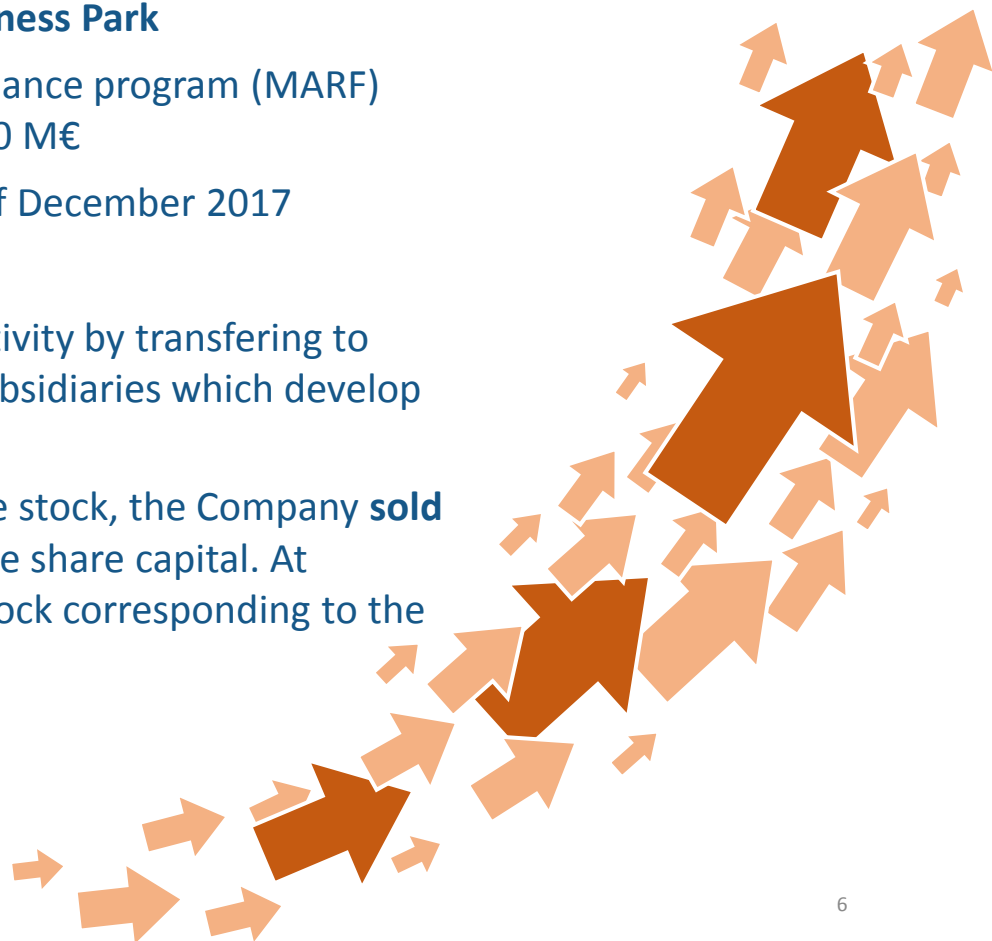 ness Park
ance program (MARF)
0 M€
f December 2017
tivity by transfering to
bsidiaries which develop
e stock, the Company sold
e share capital. At
ock corresponding to the
6